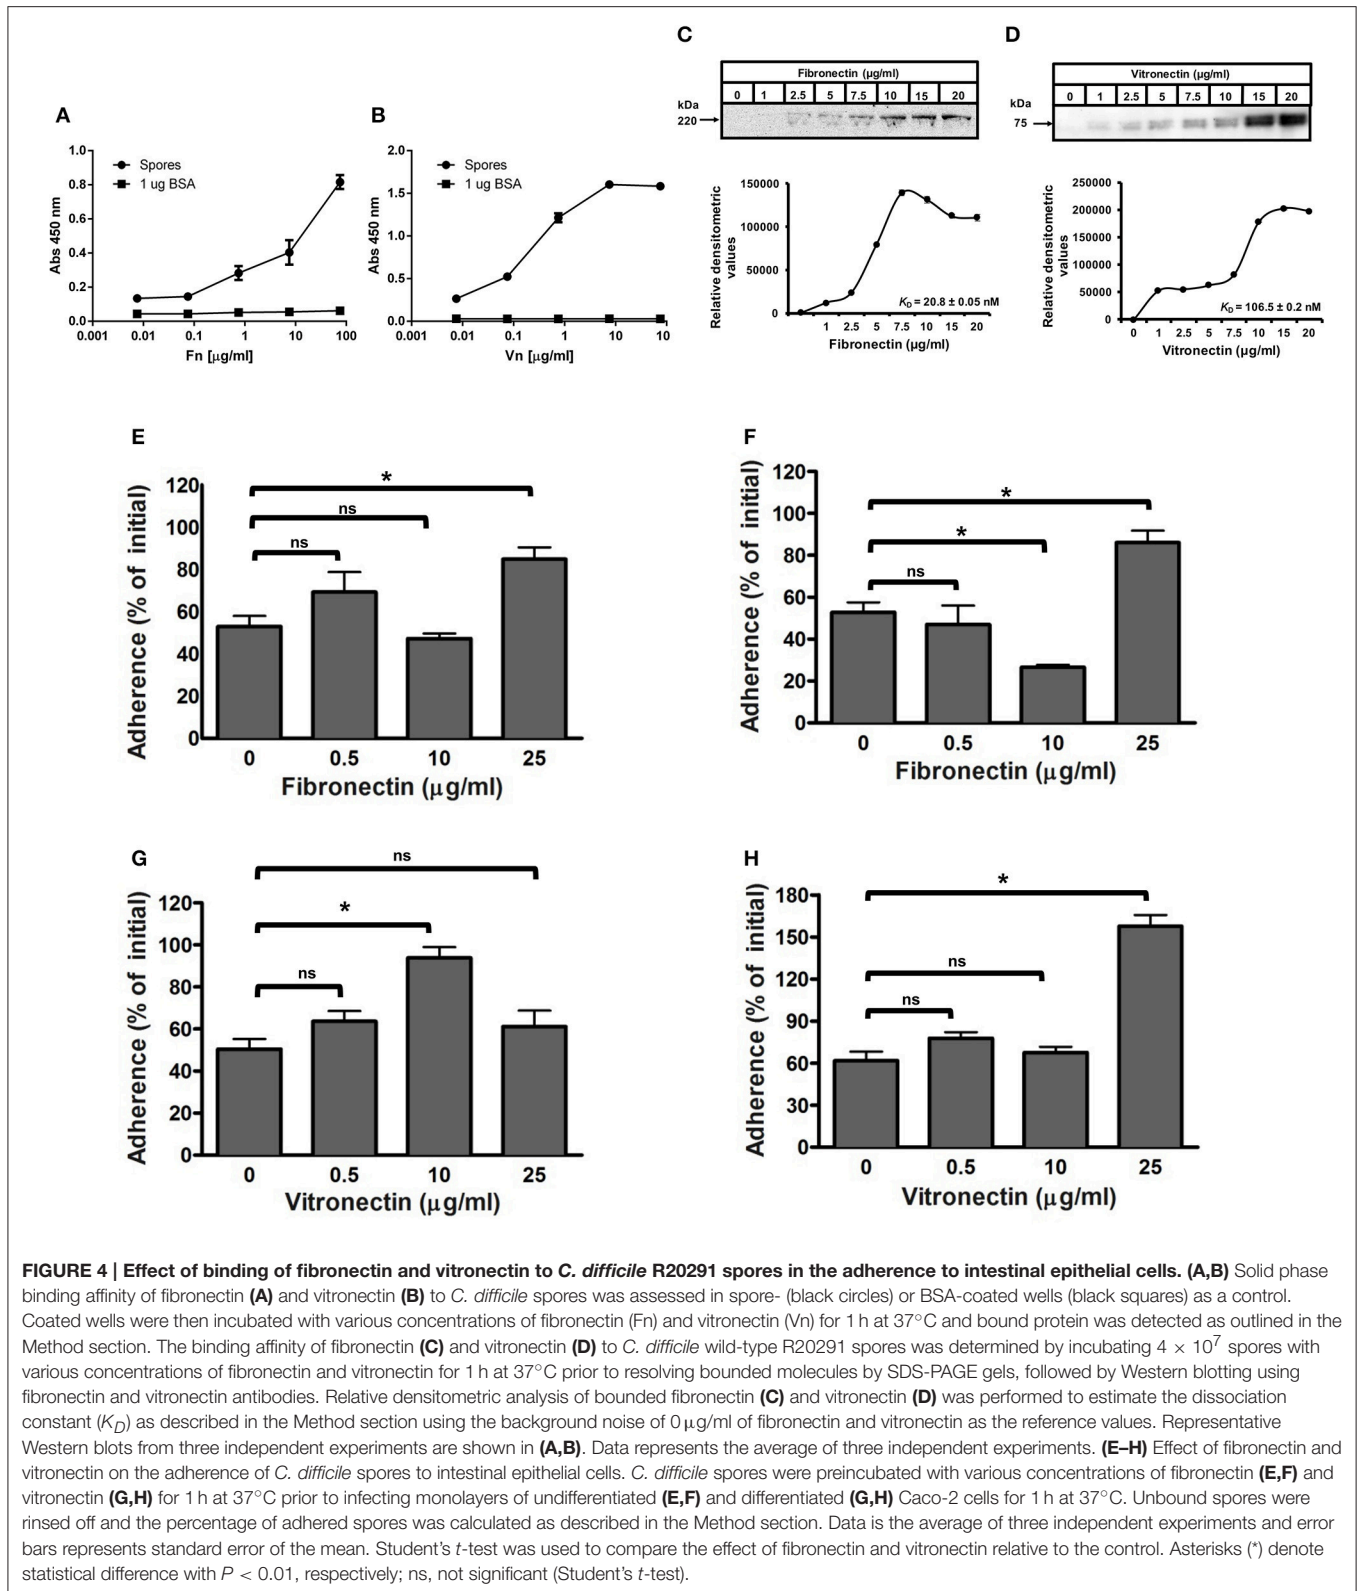 A
1.0
0.8
0.6
0.4
0.2
0.0
Abs 450 nm
Spores
1 ug BSA
0.001 0.01 0.1 1 10 100
Fn [μg/ml]
B
2.0
1.5
1.0
0.5
0.0
Abs 450 nm
Spores
1 ug BSA
0.001 0.01 0.1 1 10
Vn [μg/ml]
C
Fibronectin (μg/ml)
0 1 2.5 5 7.5 10 15 20
kDa
220
150000
100000
50000
0
Relative densitometric
values
KD = 20.8 ± 0.05 nM
1 2.5 5 7.5 10 15 20
Fibronectin (μg/ml)
D
Vitronectin (μg/ml)
0 1 2.5 5 7.5 10 15 20
kDa
75
250000
200000
150000
100000
50000
0
Relative densitometric
values
KD = 106.5 ± 0.2 nM
0 1 2.5 5 7.5 10 15 20
Vitronectin (μg/ml)
E
120
100
80
60
40
20
0
Adherence (% of initial)
*
ns
ns
0 0.5 10 25
Fibronectin (μg/ml)
F
120
100
80
60
40
20
0
Adherence (% of initial)
*
*
ns
0 0.5 10 25
Fibronectin (μg/ml)
G
120
100
80
60
40
20
0
Adherence (% of initial)
ns
*
ns
0 0.5 10 25
Vitronectin (μg/ml)
H
180
150
120
90
60
30
0
Adherence (% of initial)
*
ns
ns
0 0.5 10 25
Vitronectin (μg/ml)
FIGURE 4 | Effect of binding of fibronectin and vitronectin to C. difficile R20291 spores in the adherence to intestinal epithelial cells. (A,B) Solid phase
binding affinity of fibronectin (A) and vitronectin (B) to C. difficile spores was assessed in spore- (black circles) or BSA-coated wells (black squares) as a control.
Coated wells were then incubated with various concentrations of fibronectin (Fn) and vitronectin (Vn) for 1 h at 37°C and bound protein was detected as outlined in the
Method section. The binding affinity of fibronectin (C) and vitronectin (D) to C. difficile wild-type R20291 spores was determined by incubating 4 × 10⁷ spores with
various concentrations of fibronectin and vitronectin for 1 h at 37°C prior to resolving bounded molecules by SDS-PAGE gels, followed by Western blotting using
fibronectin and vitronectin antibodies. Relative densitometric analysis of bounded fibronectin (C) and vitronectin (D) was performed to estimate the dissociation
constant (KD) as described in the Method section using the background noise of 0 μg/ml of fibronectin and vitronectin as the reference values. Representative
Western blots from three independent experiments are shown in (A,B). Data represents the average of three independent experiments. (E–H) Effect of fibronectin and
vitronectin on the adherence of C. difficile spores to intestinal epithelial cells. C. difficile spores were preincubated with various concentrations of fibronectin (E,F) and
vitronectin (G,H) for 1 h at 37°C prior to infecting monolayers of undifferentiated (E,F) and differentiated (G,H) Caco-2 cells for 1 h at 37°C. Unbound spores were
rinsed off and the percentage of adhered spores was calculated as described in the Method section. Data is the average of three independent experiments and error
bars represents standard error of the mean. Student's t-test was used to compare the effect of fibronectin and vitronectin relative to the control. Asterisks (*) denote
statistical difference with P < 0.01, respectively; ns, not significant (Student's t-test).